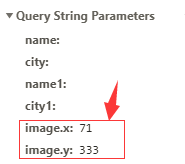 Query String Parameters
name:
city:
name1:
city1:
image.x: 71
image.y: 333